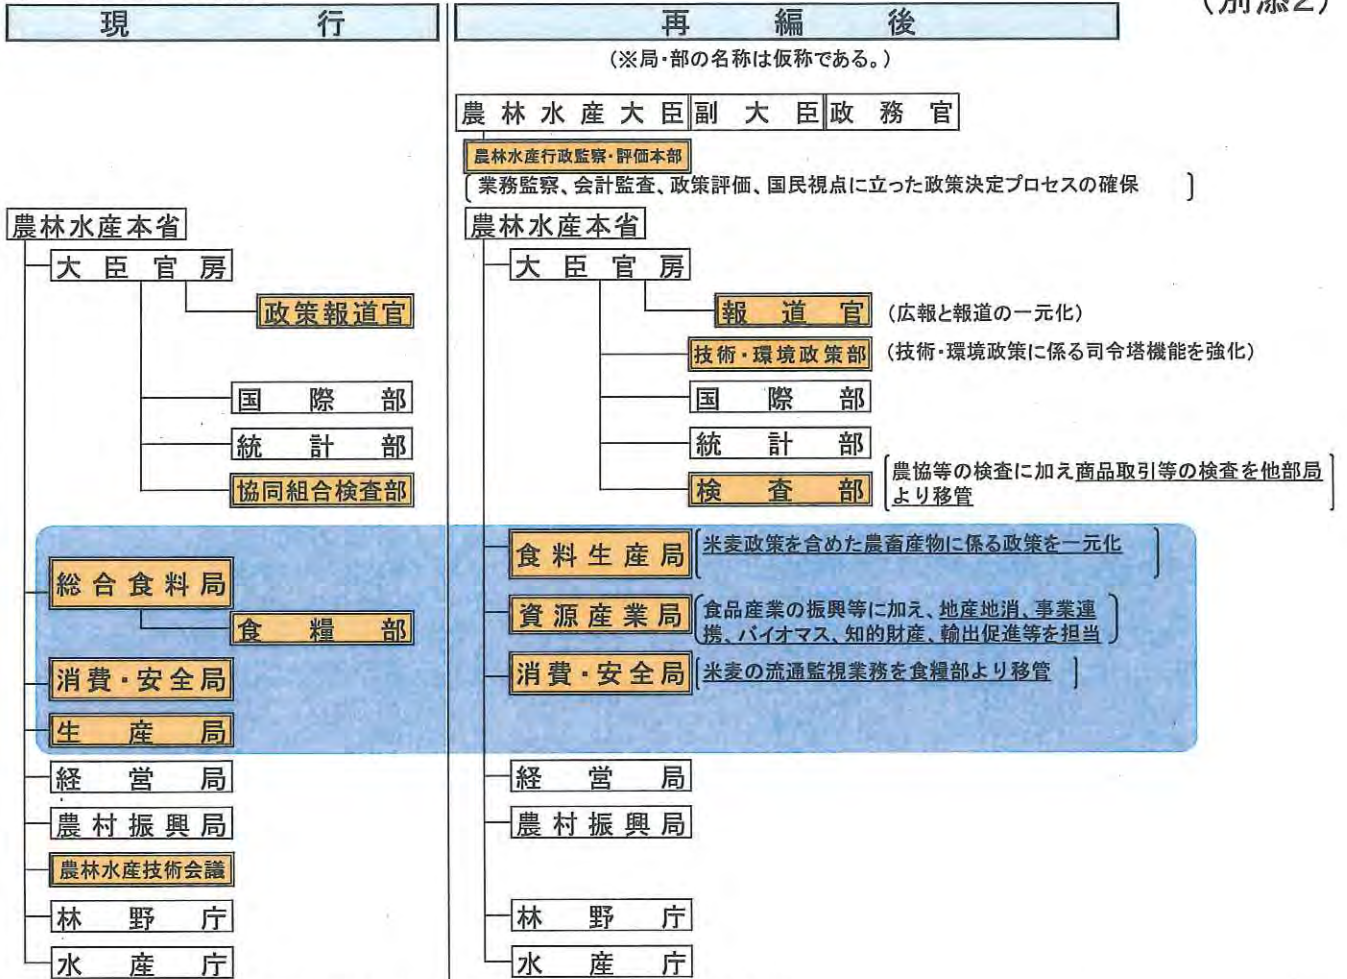 （別添2）
現行
再編後
（※局・部の名称は仮称である。）
農林水産大臣 副大臣 政務官
農林水産行政監察・評価本部
業務監察、会計監査、政策評価、国民視点に立った政策決定プロセスの確保
農林水産本省
大臣官房
政策報道官
国際部
統計部
協同組合検査部
総合食料局
食糧部
消費・安全局
生産局
経営局
農村振興局
農林水産技術会議
林野庁
水産庁
農林水産本省
大臣官房
報道官 （広報と報道の一元化）
技術・環境政策部 （技術・環境政策に係る司令塔機能を強化）
国際部
統計部
検査部
農協等の検査に加え商品取引等の検査を他部局
より移管
食料生産局 米麦政策を含めた農畜産物に係る政策を一元化
資源産業局
食品産業の振興等に加え、地産地消、事業連
携、バイオマス、知的財産、輸出促進等を担当
消費・安全局 米麦の流通監視業務を食糧部より移管
経営局
農村振興局
林野庁
水産庁